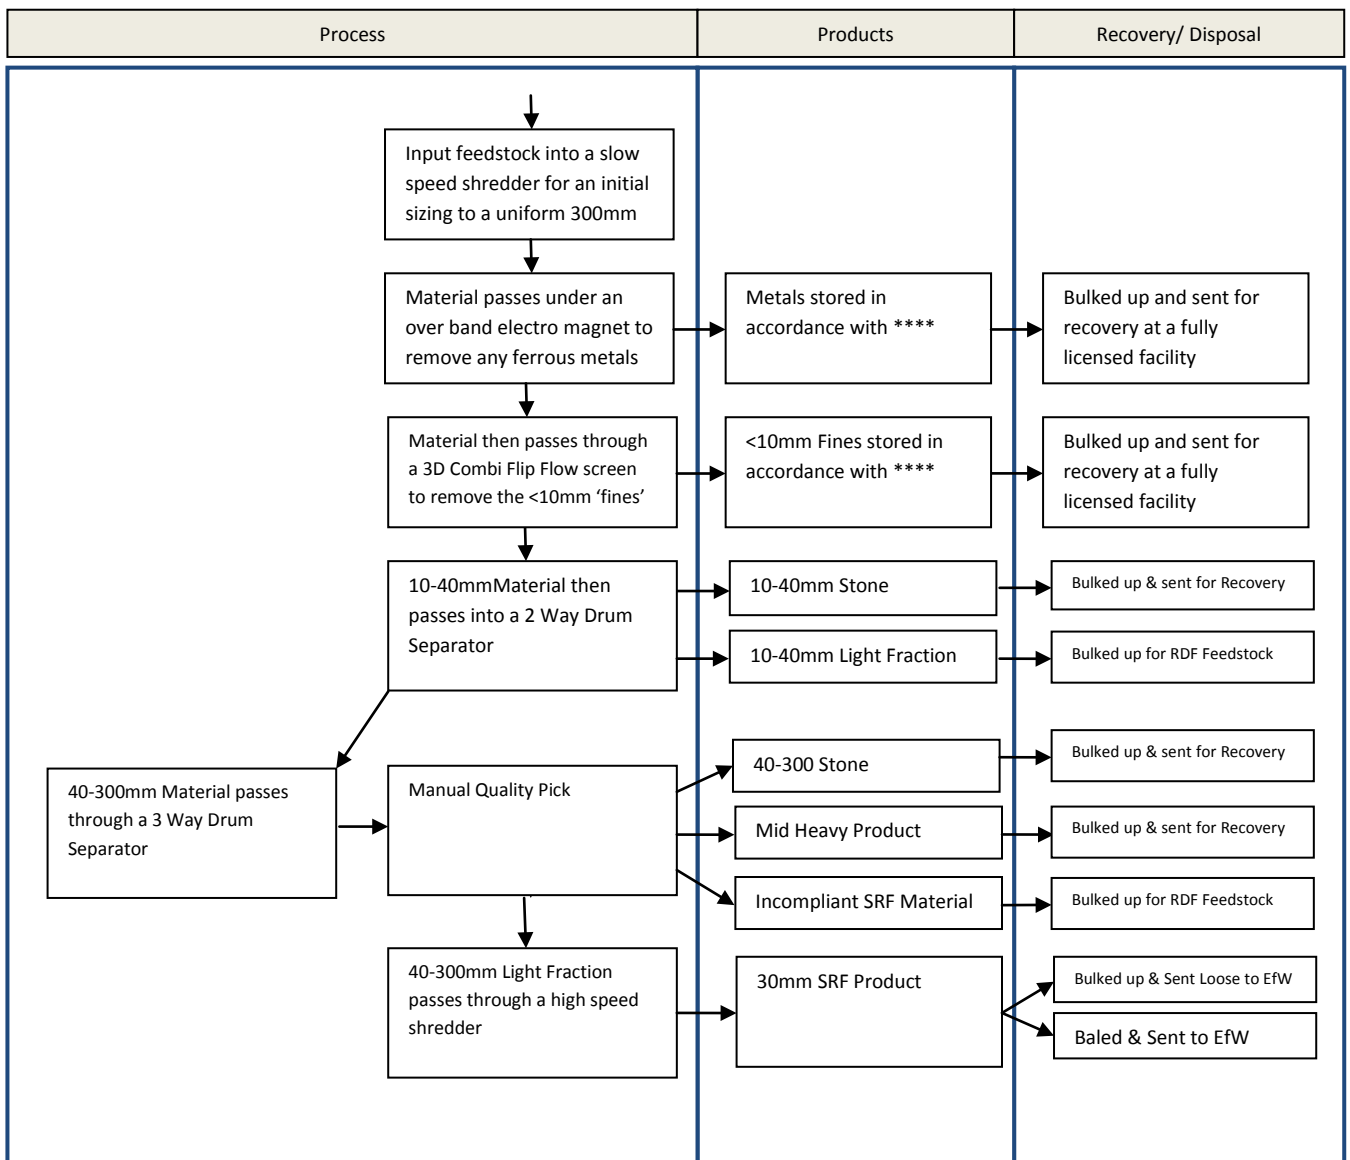 Process
Products
Recovery/ Disposal
Input feedstock into a slow
speed shredder for an initial
sizing to a uniform 300mm
Material passes under an
over band electro magnet to
remove any ferrous metals
Metals stored in
accordance with ****
Bulked up and sent for
recovery at a fully
licensed facility
Material then passes through
a 3D Combi Flip Flow screen
to remove the <10mm ‘fines’
<10mm Fines stored in
accordance with ****
Bulked up and sent for
recovery at a fully
licensed facility
10-40mmMaterial then
passes into a 2 Way Drum
Separator
10-40mm Stone
Bulked up & sent for Recovery
10-40mm Light Fraction
Bulked up for RDF Feedstock
40-300mm Material passes
through a 3 Way Drum
Separator
Manual Quality Pick
40-300 Stone
Bulked up & sent for Recovery
Mid Heavy Product
Bulked up & sent for Recovery
Incompliant SRF Material
Bulked up for RDF Feedstock
40-300mm Light Fraction
passes through a high speed
shredder
30mm SRF Product
Bulked up & Sent Loose to EfW
Baled & Sent to EfW